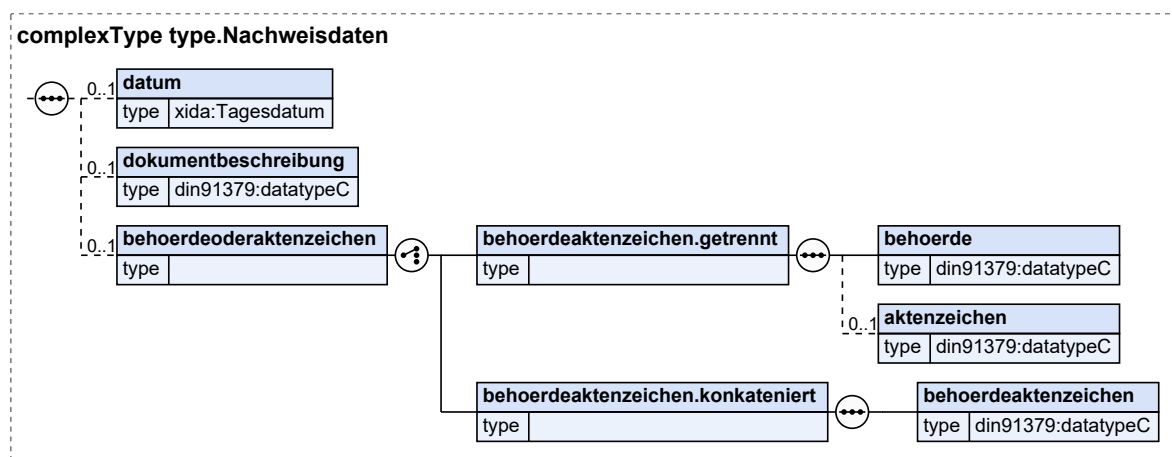 complexType type.Nachweisdaten
0..1 datum
type xida:Tagesdatum
0..1 dokumentbeschreibung
type din91379:datatypeC
0..1 behoerdeoderaktenzeichen
type
behoerdeaktenzeichen.getrennt
type
behoerde
type din91379:datatypeC
0..1 aktenzeichen
type din91379:datatypeC
behoerdeaktenzeichen.konkateniert
type
behoerdeaktenzeichen
type din91379:datatypeC